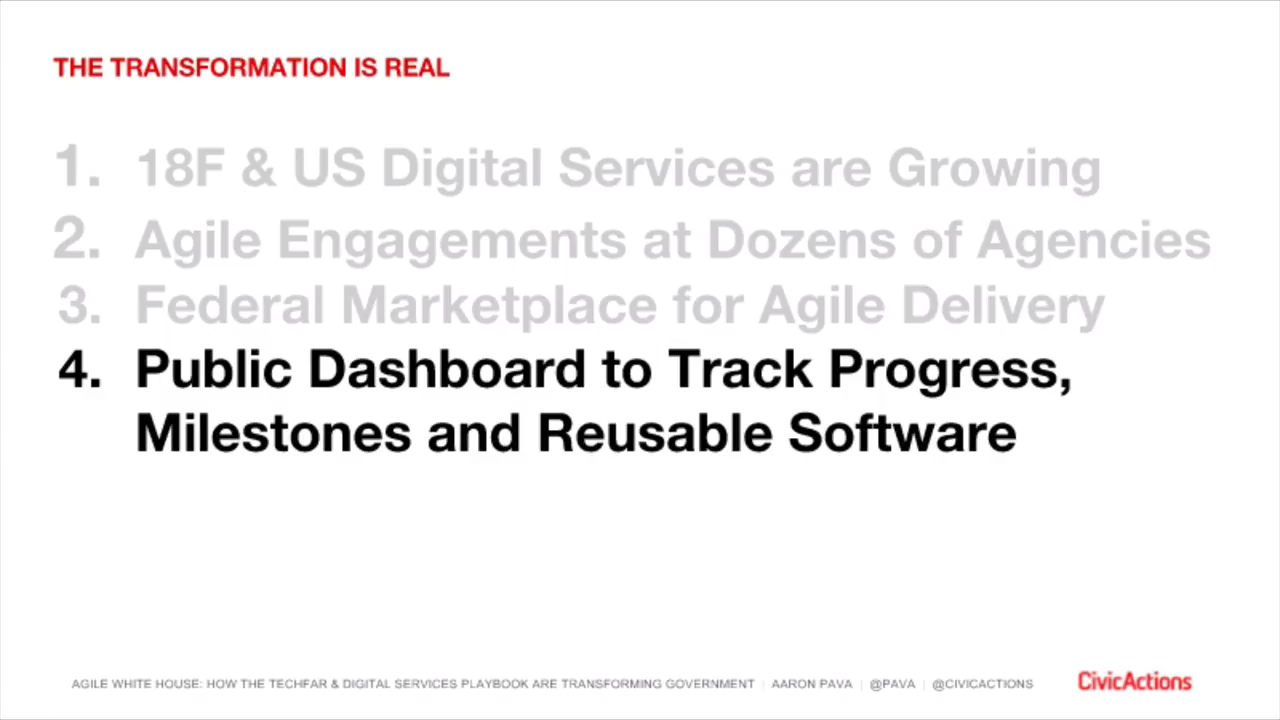 THE TRANSFORMATION IS REAL
1. 18F & US Digital Services are Growing
2. Agile Engagements at Dozens of Agencies
3. Federal Marketplace for Agile Delivery
4. Public Dashboard to Track Progress,
Milestones and Reusable Software
AGILE WHITE HOUSE: HOW THE TECHFAR & DIGITAL SERVICES PLAYBOOK ARE TRANSFORMING GOVERNMENT | AARON PAVA | @PAVA | @CIVICACTIONS
CivicActions